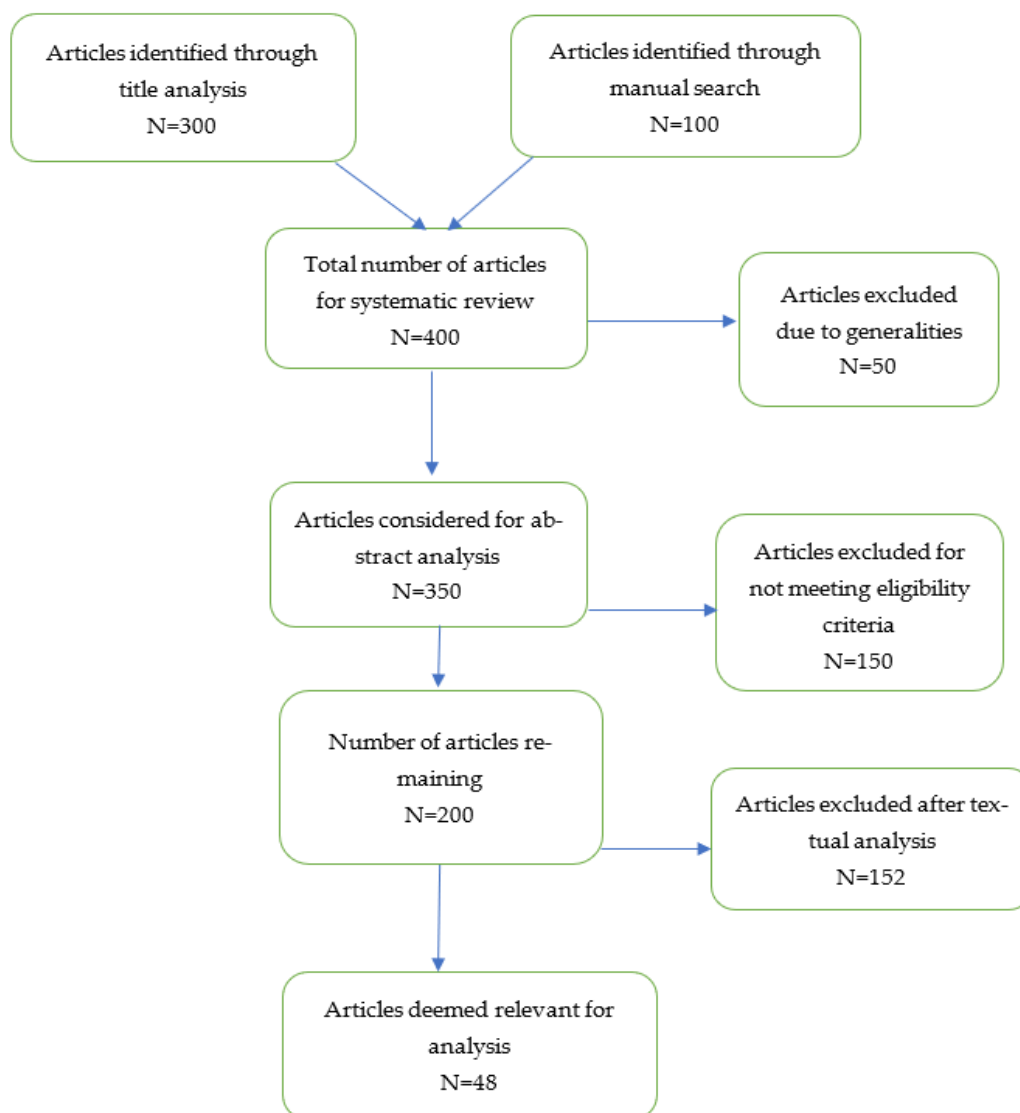 Articles identified through
title analysis
N=300
Articles identified through
manual search
N=100
Total number of articles
for systematic review
N=400
Articles excluded
due to generalities
N=50
Articles considered for ab-
stract analysis
N=350
Articles excluded for
not meeting eligibility
criteria
N=150
Number of articles re-
maining
N=200
Articles excluded after tex-
tual analysis
N=152
Articles deemed relevant for
analysis
N=48